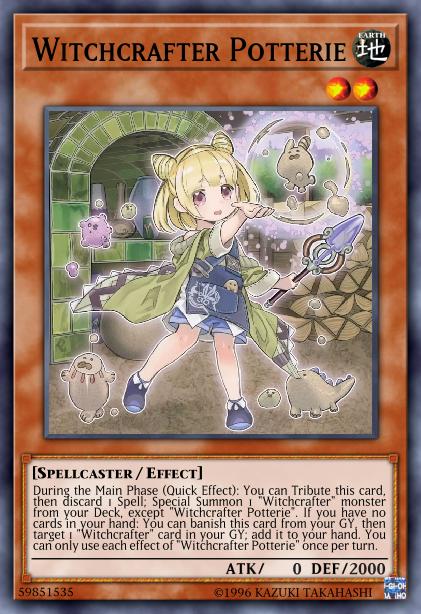 Witchcrafter Potterie
EARTH
地
[Spellcaster / Effect]
During the Main Phase (Quick Effect): You can Tribute this card,
then discard 1 Spell; Special Summon 1 "Witchcrafter" monster
from your Deck, except "Witchcrafter Potterie". If you have no
cards in your hand: You can banish this card from your GY, then
target 1 "Witchcrafter" card in your GY; add it to your hand. You
can only use each effect of "Witchcrafter Potterie" once per turn.
ATK/ 0 DEF/2000
59851535
©1996 KAZUKI TAKAHASHI